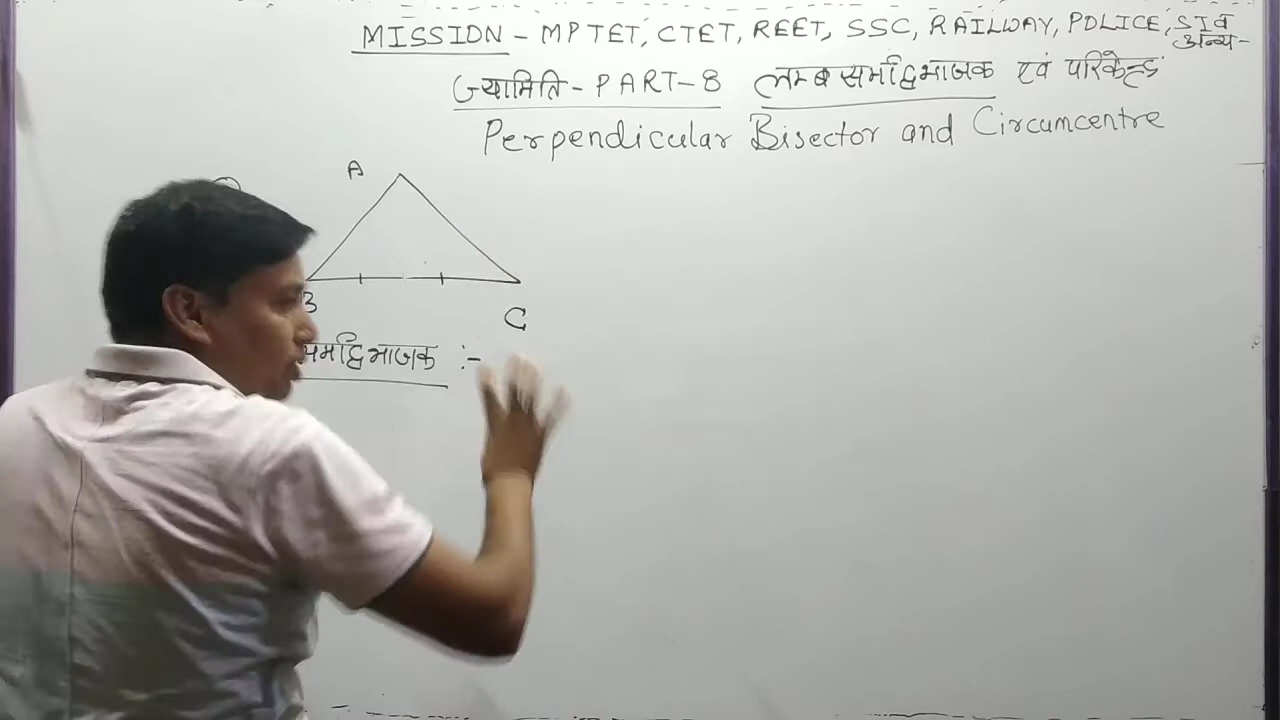 MISSION - MPTET, CTET, REET, SSC, RAILWAY, POLICE, SI व
अन्य-
ज्यामिति - PART-8 लम्ब समद्विभाजक एवं परिकेन्द्र
Perpendicular Bisector and Circumcentre
A
B
C
समद्विभाजक :-